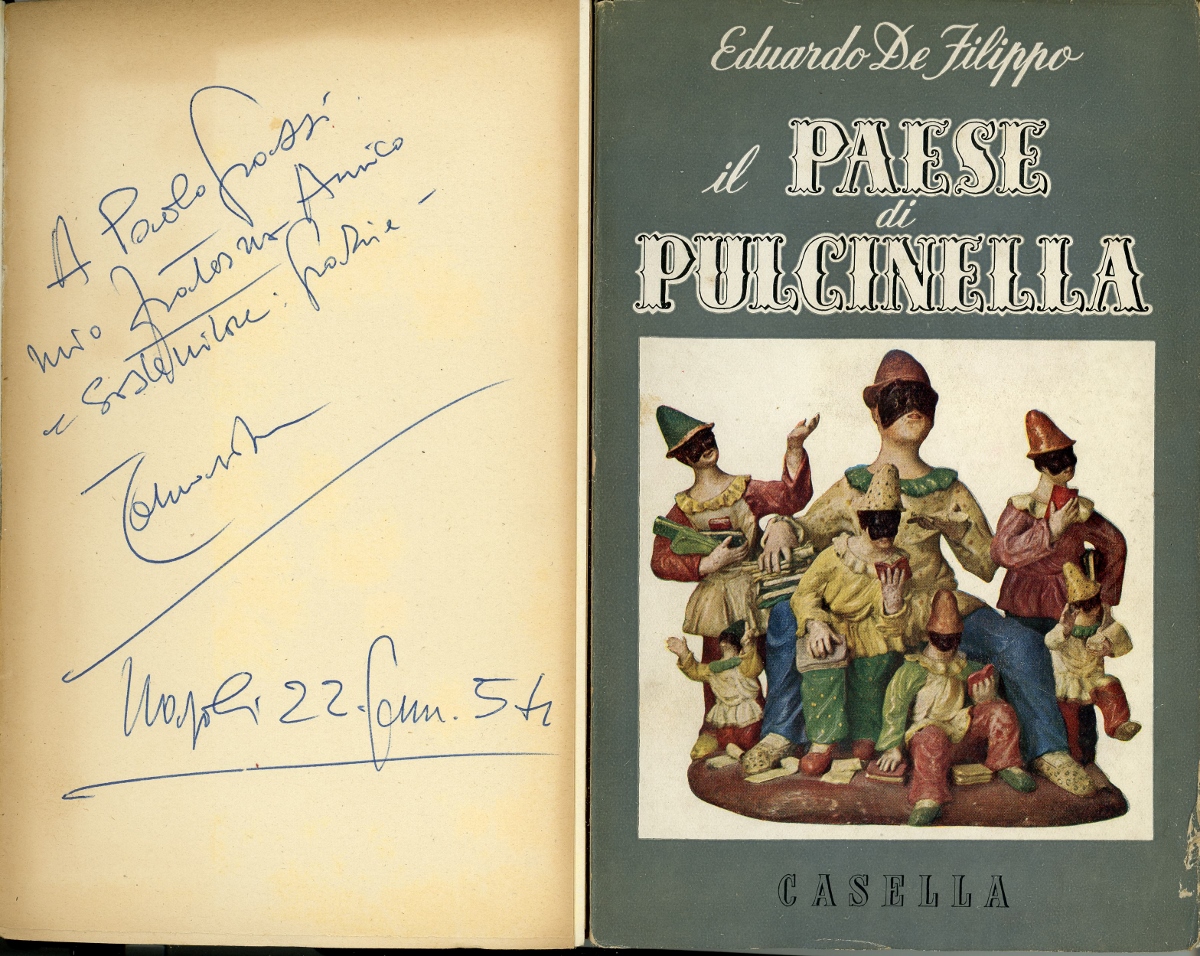 A Paolo Grassi
mio fraterno Amico
e sostenitore. Grazie -
Eduardo
Napoli 22. Genn. 54
Eduardo De Filippo
il PAESE
di
PULCINELLA
CASELLA